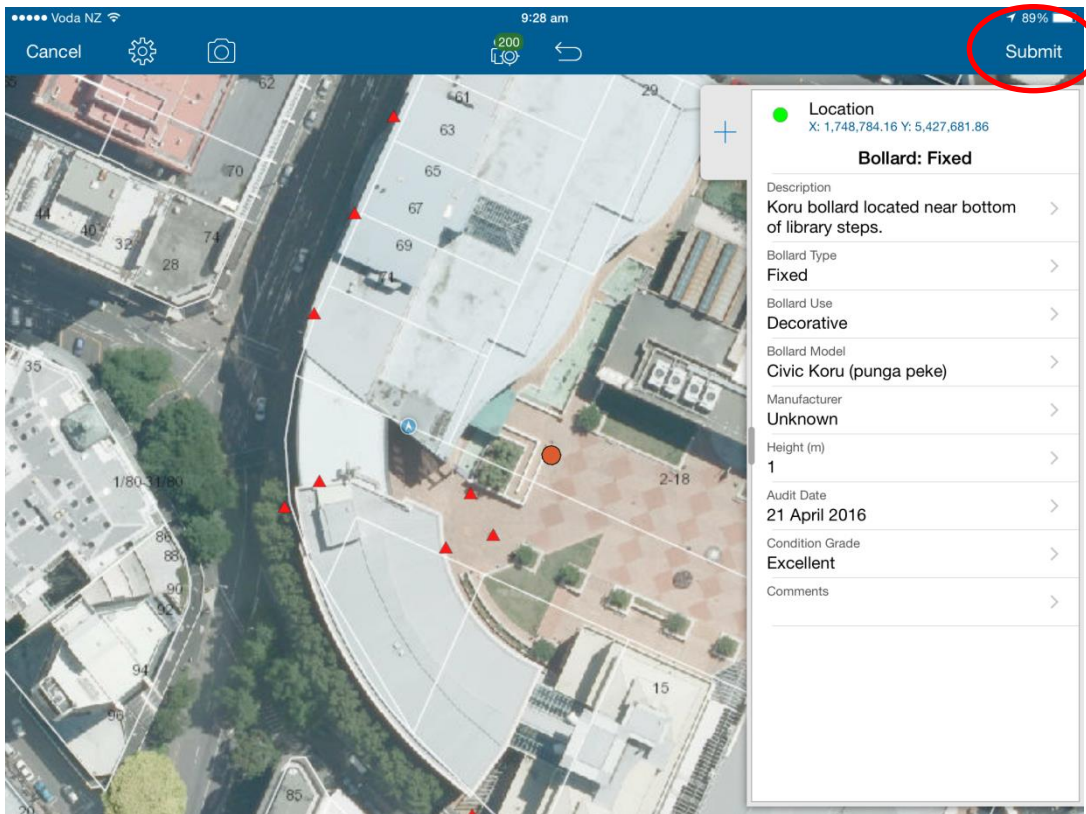 Voda NZ
9:28 am
89%
Cancel
200
Submit
62
61
29
63
70
65
67
44
40
32
74
69
28
71
35
1/80-31/80
2-18
86
88
90
92
94
96
15
85
Location
X: 1,748,784.16 Y: 5,427,681.86
Bollard: Fixed
Description
Koru bollard located near bottom
of library steps.
Bollard Type
Fixed
Bollard Use
Decorative
Bollard Model
Civic Koru (punga peke)
Manufacturer
Unknown
Height (m)
1
Audit Date
21 April 2016
Condition Grade
Excellent
Comments